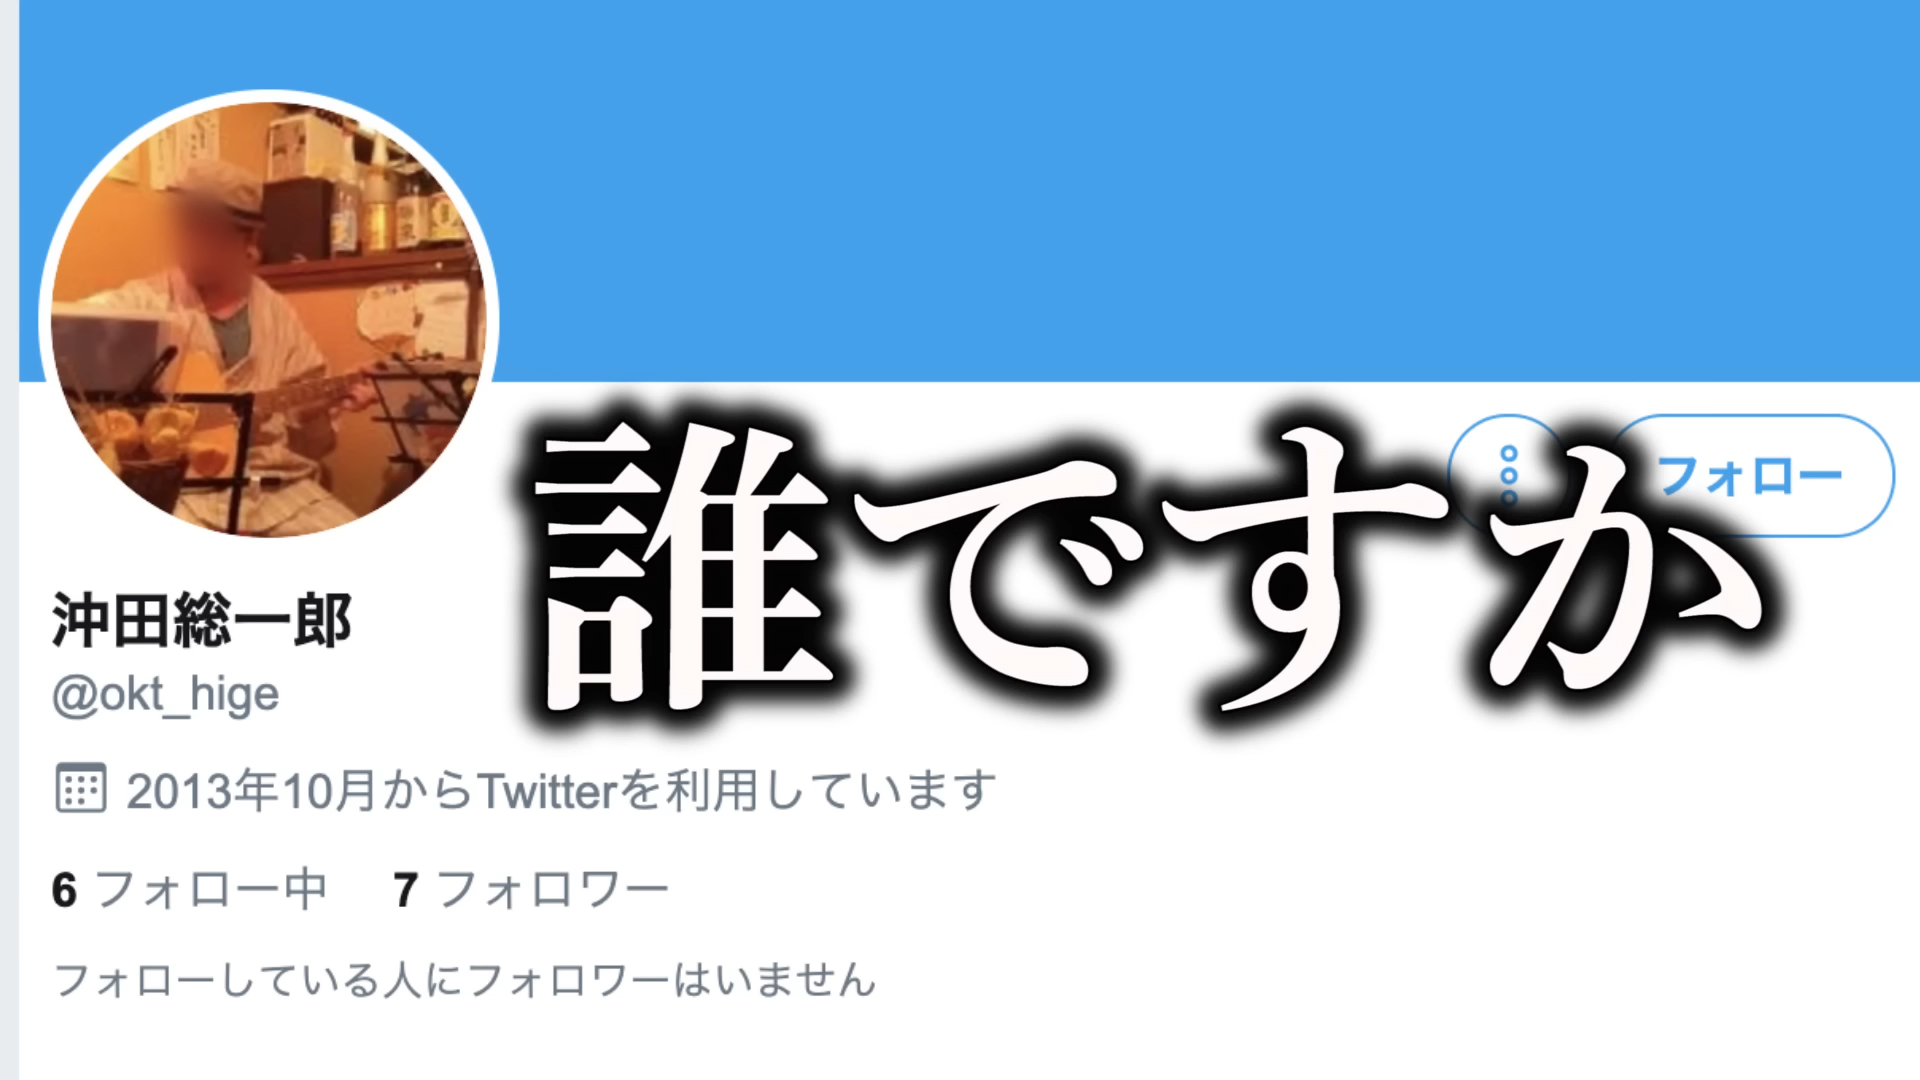 誰ですか
フォロー
沖田総一郎
@okt_hige
2013年10月からTwitterを利用しています
6 フォロー中 7 フォロワー
フォローしている人にフォロワーはいません